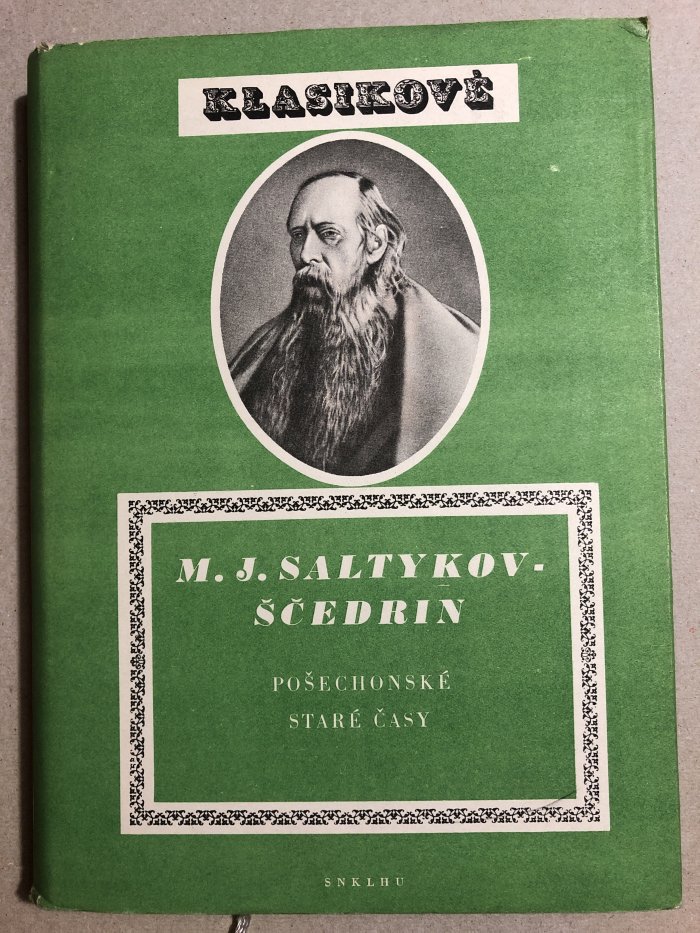 KLASIKOVÉ
M. J. SALTYKOV-
ŠČEDRIN
POŠECHONSKÉ
STARÉ ČASY
SNKLHU